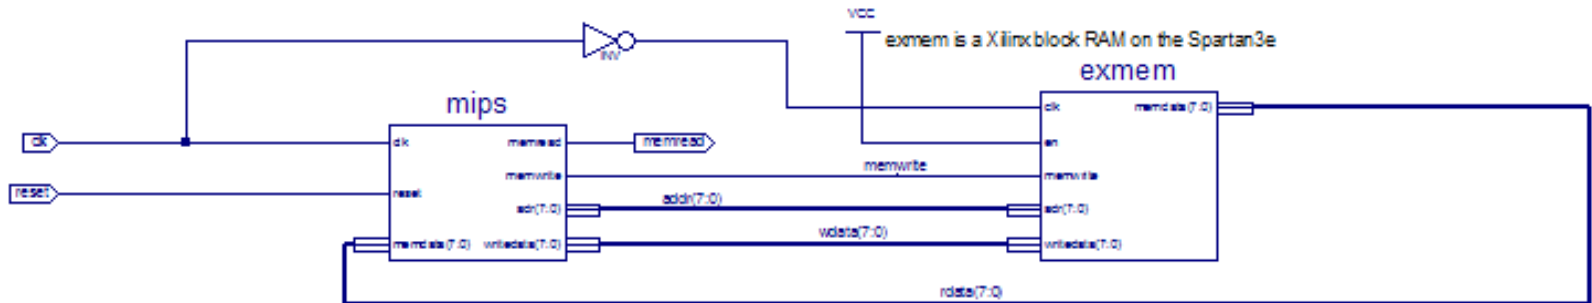 VCC
exmem is a Xilinx block RAM on the Spartan3e
INV
exmem
mips
clk
clk
memread
memread
memwrite
adr(7:0)
reset
reset
memdata(7:0)
writedata(7:0)
addr(7:0)
wdata(7:0)
memwrite
clk
memdata(7:0)
en
memwrite
adr(7:0)
writedata(7:0)
rdata(7:0)